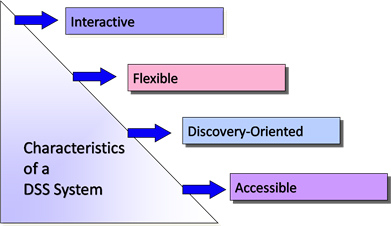 Interactive
Flexible
Discovery-Oriented
Accessible
Characteristics
of a
DSS System